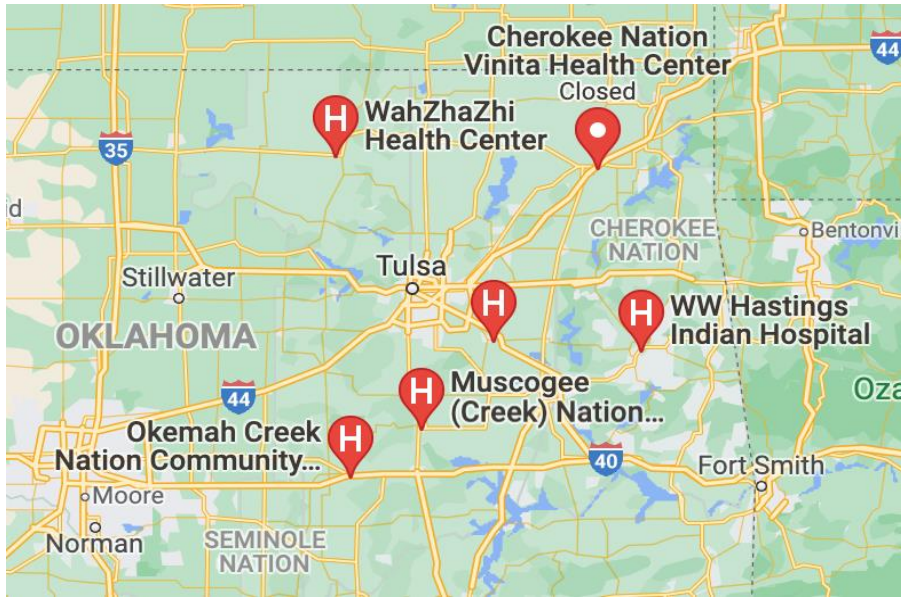 Cherokee Nation
Vinita Health Center
Closed
44
H
WahZhaZhi
Health Center
35
d
CHEROKEE
NATION
Bentonvi
Tulsa
Stillwater
H
H
WW Hastings
Indian Hospital
OKLAHOMA
H
Muscogee
(Creek) Nation...
Oza
44
H
Okemah Creek
Nation Community...
40
Fort Smith
Moore
Norman
SEMINOLE
NATION